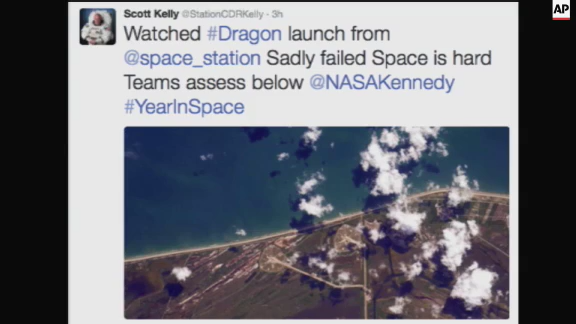 AP
Scott Kelly @StationCDRKelly · 3h
Watched #Dragon launch from
@space_station Sadly failed Space is hard
Teams assess below @NASAKennedy
#YearInSpace